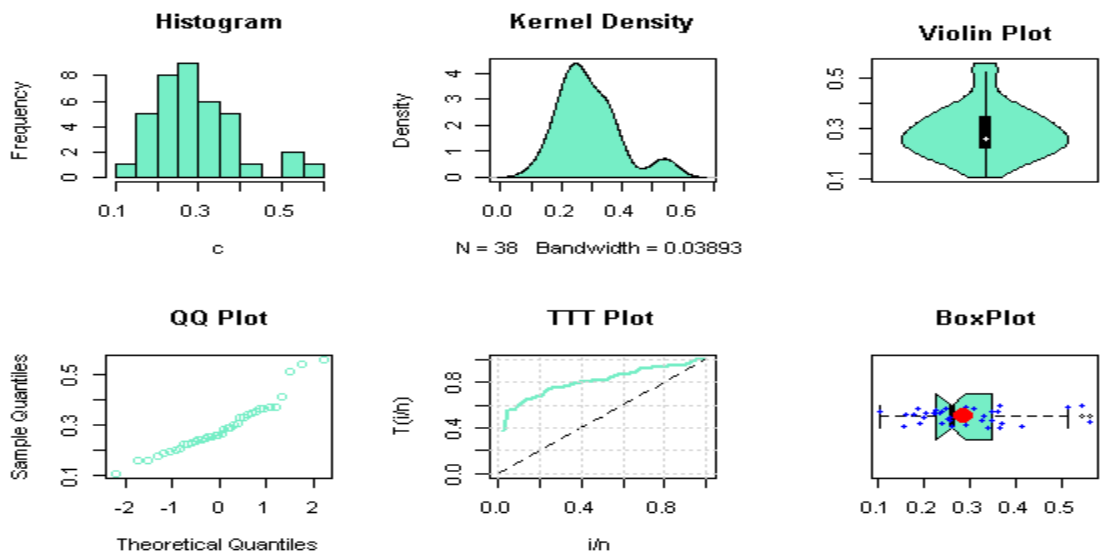 Histogram
Frequency
0 2 4 6 8
0.1 0.3 0.5
c
Kernel Density
Density
0 1 2 3 4
0.0 0.2 0.4 0.6
N = 38 Bandwidth = 0.03893
Violin Plot
0.1 0.3 0.5
QQ Plot
Sample Quantiles
0.1 0.3 0.5
-2 -1 0 1 2
Theoretical Quantiles
TTT Plot
T(i/n)
0.0 0.4 0.8
0.0 0.4 0.8
i/n
BoxPlot
0.1 0.2 0.3 0.4 0.5